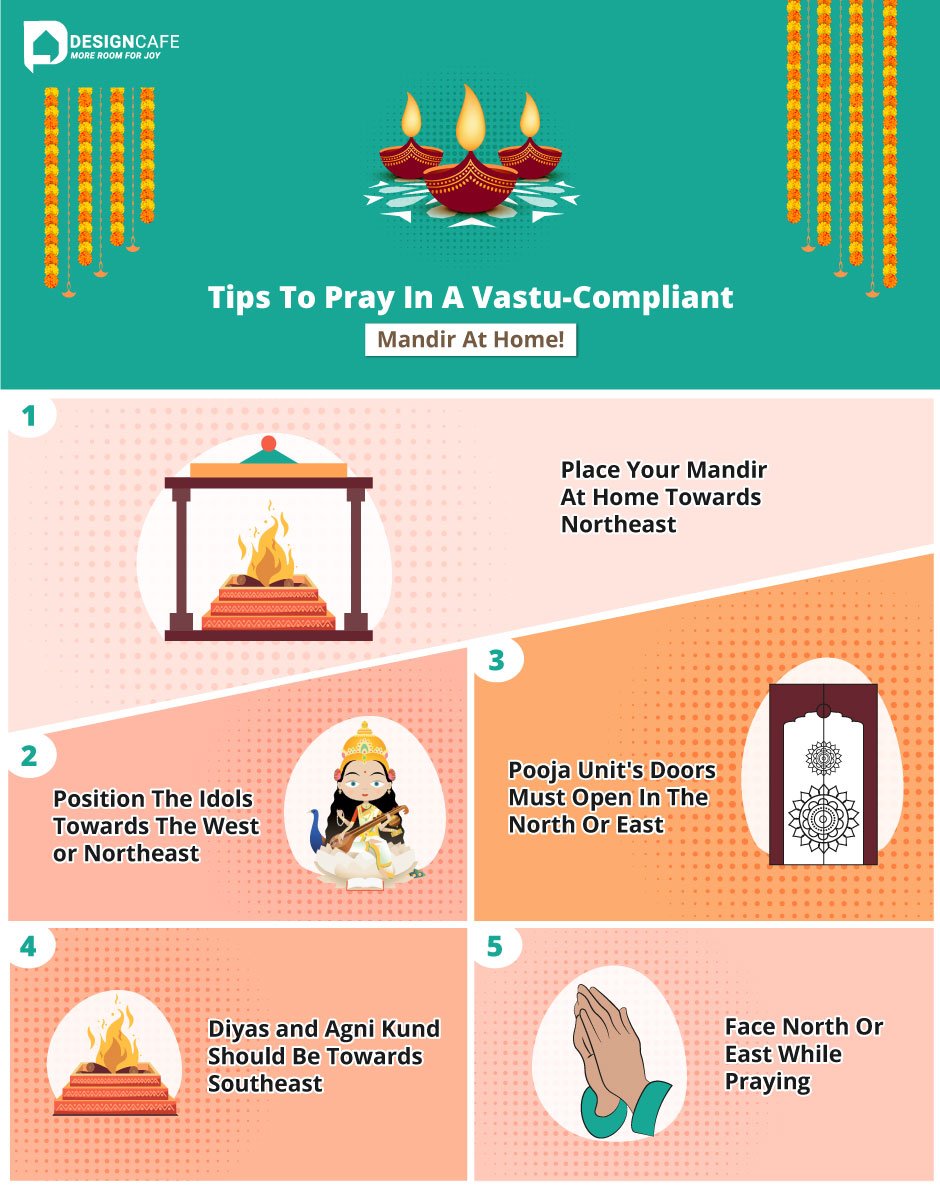 DESIGNCAFE
MORE ROOM FOR JOY
Tips To Pray In A Vastu-Compliant
Mandir At Home!
1
Place Your Mandir
At Home Towards
Northeast
2
Position The Idols
Towards The West
or Northeast
3
Pooja Unit's Doors
Must Open In The
North Or East
4
Diyas and Agni Kund
Should Be Towards
Southeast
5
Face North Or
East While
Praying